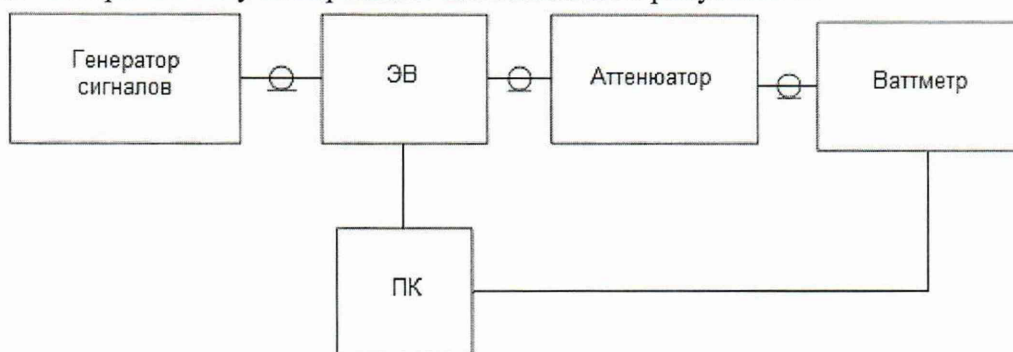 Генератор
сигналов
ЭВ
Аттенюатор
Ваттметр
ПК